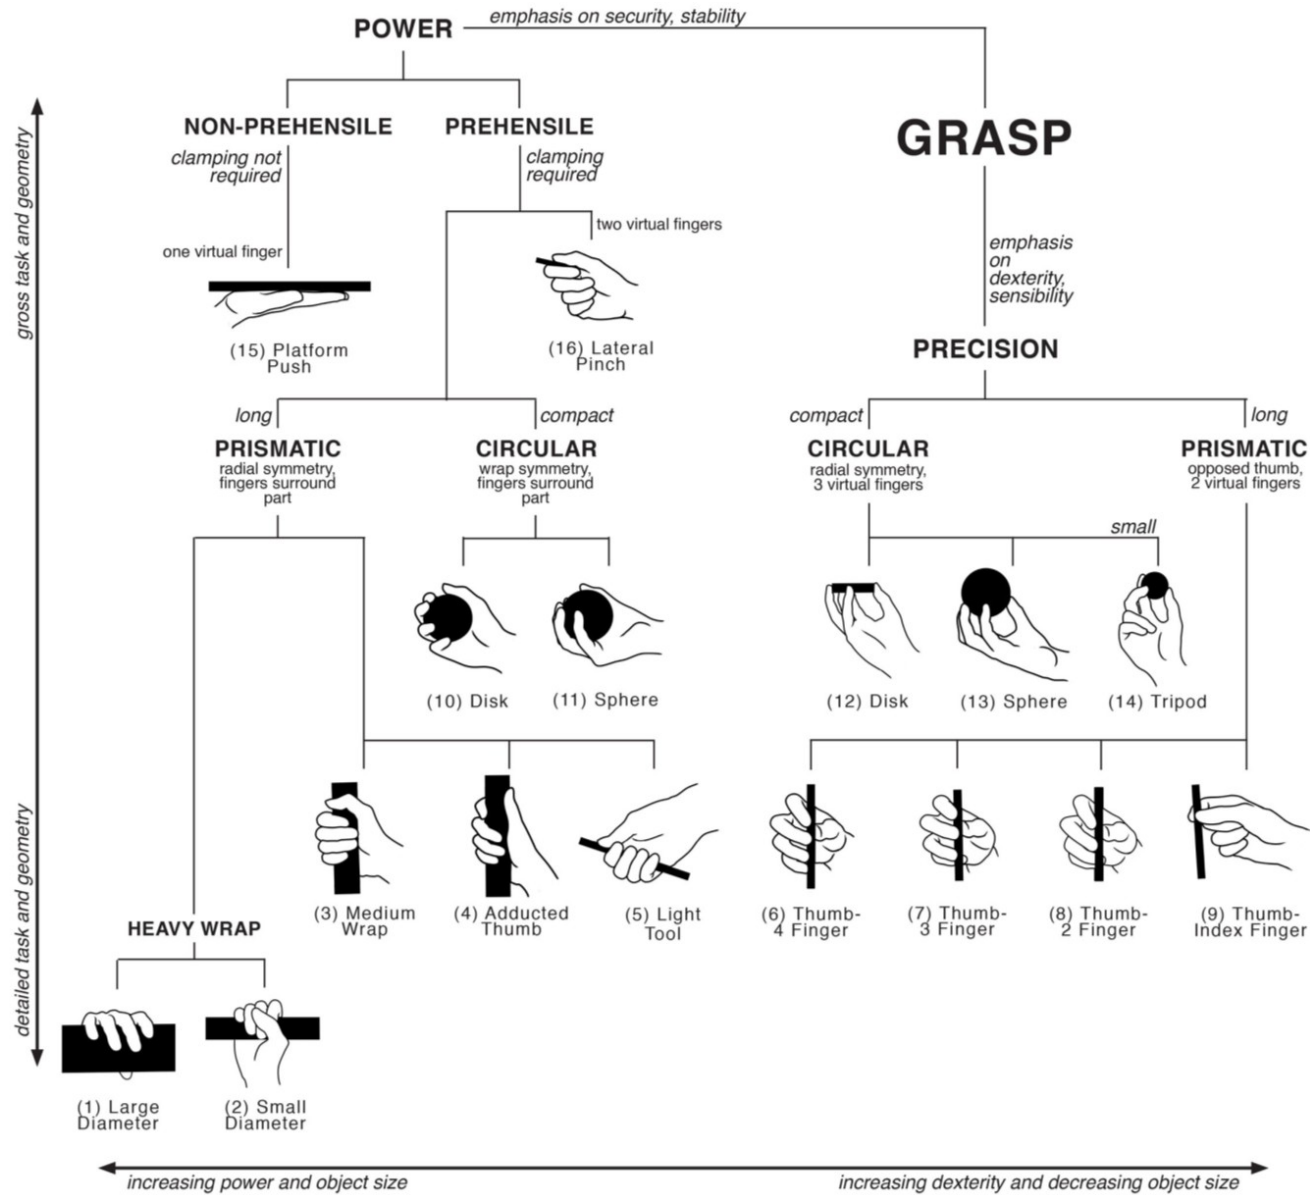 emphasis on security, stability
POWER
NON-PREHENSILE
PREHENSILE
GRASP
clamping not
required
clamping
required
two virtual fingers
one virtual finger
emphasis
on
dexterity,
sensibility
(15) Platform
Push
(16) Lateral
Pinch
PRECISION
long
compact
compact
long
PRISMATIC
radial symmetry,
fingers surround
part
CIRCULAR
wrap symmetry,
fingers surround
part
CIRCULAR
radial symmetry,
3 virtual fingers
PRISMATIC
opposed thumb,
2 virtual fingers
small
(10) Disk
(11) Sphere
(12) Disk
(13) Sphere
(14) Tripod
(3) Medium
Wrap
(4) Adducted
Thumb
(5) Light
Tool
(6) Thumb-
4 Finger
(7) Thumb-
3 Finger
(8) Thumb-
2 Finger
(9) Thumb-
Index Finger
HEAVY WRAP
(1) Large
Diameter
(2) Small
Diameter
gross task and geometry
detailed task and geometry
increasing power and object size
increasing dexterity and decreasing object size